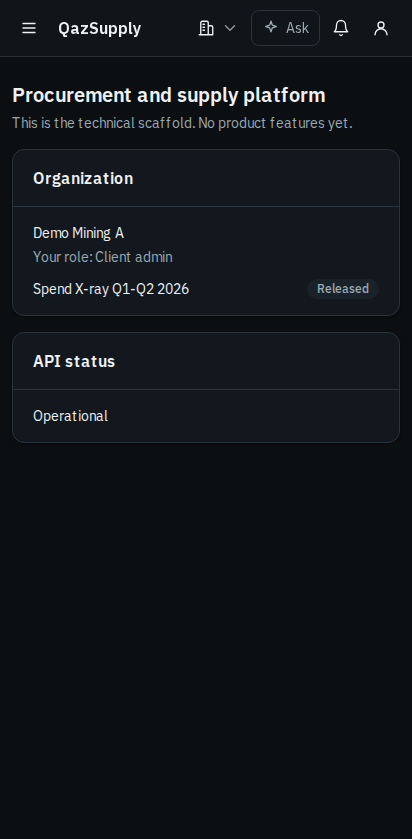 QazSupply
Ask
Procurement and supply platform
This is the technical scaffold. No product features yet.
Organization
Demo Mining A
Your role: Client admin
Spend X-ray Q1-Q2 2026
Released
API status
Operational